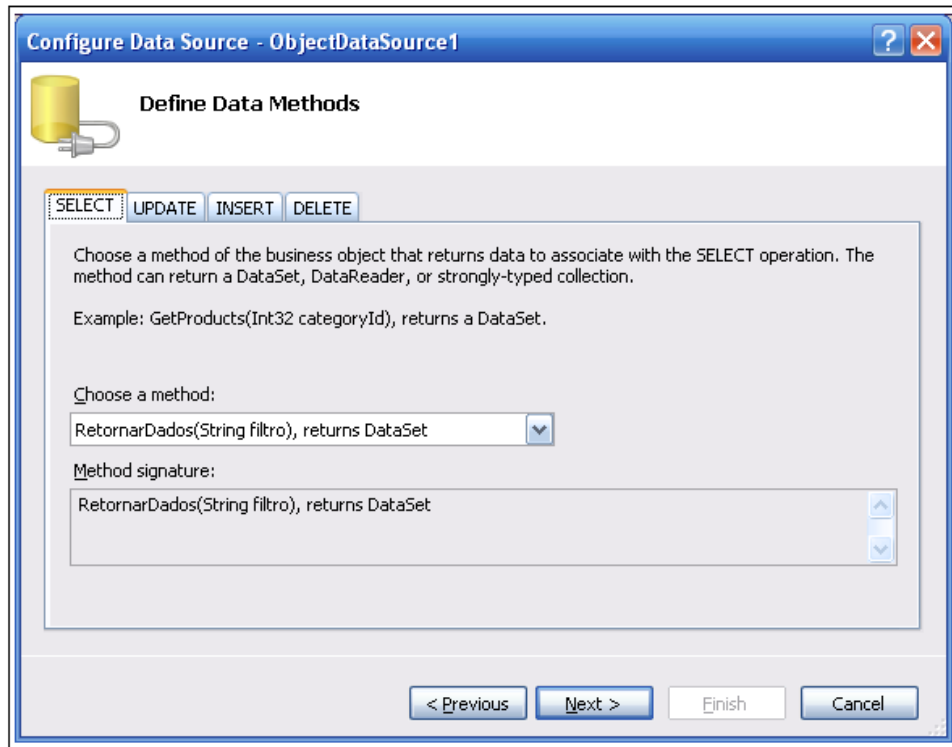 Configure Data Source - ObjectDataSource1
Define Data Methods
SELECT UPDATE INSERT DELETE
Choose a method of the business object that returns data to associate with the SELECT operation. The
method can return a DataSet, DataReader, or strongly-typed collection.
Example: GetProducts(Int32 categoryId), returns a DataSet.
Choose a method:
RetornarDados(String filtro), returns DataSet
Method signature:
RetornarDados(String filtro), returns DataSet
< Previous Next > Finish Cancel